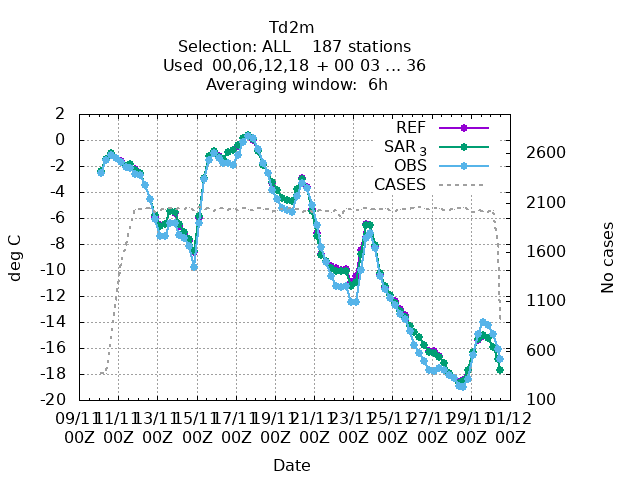 Td2m
Selection: ALL    187 stations
Used  00,06,12,18  + 00 03 ... 36
Averaging window:  6h
REF
SAR 3
OBS
CASES
2
0
-2
-4
-6
-8
-10
-12
-14
-16
-18
-20
deg C
2600
2100
1600
1100
600
100
No cases
09/11 11/11 13/11 15/11 17/11 19/11 21/11 23/11 25/11 27/11 29/11 01/12
00Z 00Z 00Z 00Z 00Z 00Z 00Z 00Z 00Z 00Z 00Z 00Z
Date